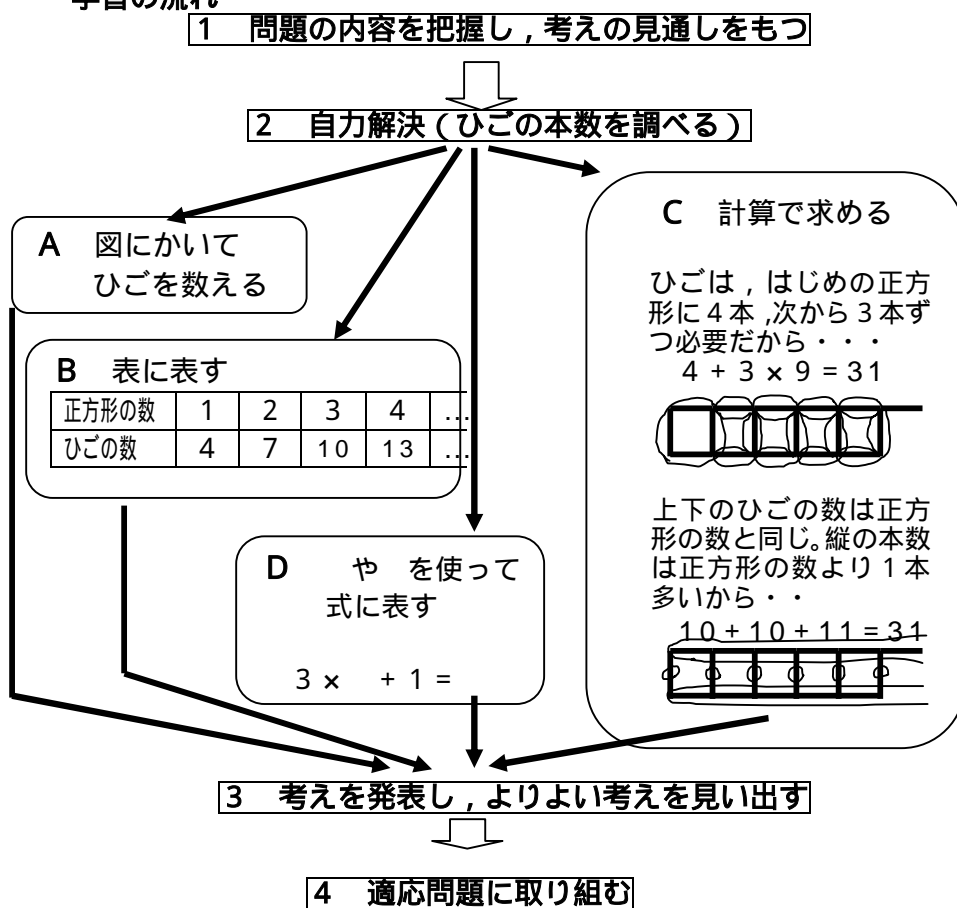 学習の流れ
1 問題の内容を把握し，考えの見通しをもつ
2 自力解決（ひごの本数を調べる）
A 図にかいて
ひごを数える
B 表に表す
正方形の数 1 2 3 4 …
ひごの数 4 7 10 13 …
D や を使って
式に表す
3 × + 1 =
C 計算で求める
ひごは，はじめの正方
形に4本，次から3本ず
つ必要だから・・・
4 + 3 × 9 = 31
上下のひごの数は正方
形の数と同じ。縦の本数
は正方形の数より1本
多いから・・
10 + 10 + 11 = 31
3 考えを発表し，よりよい考えを見い出す
4 適応問題に取り組む